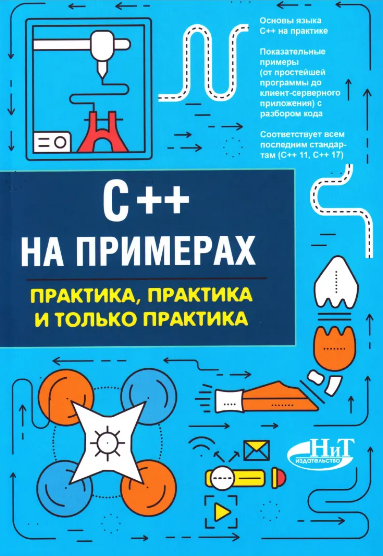 Основы языка
C++ на практике
Показательные
примеры
(от простейшей
программы до
клиент-серверного
приложения) с
разбором кода
Соответствует всем
последним стандар-
там (C++ 11, C++ 17)
C++
НА ПРИМЕРАХ
ПРАКТИКА, ПРАКТИКА
И ТОЛЬКО ПРАКТИКА
НиТ
ИЗДАТЕЛЬСТВО